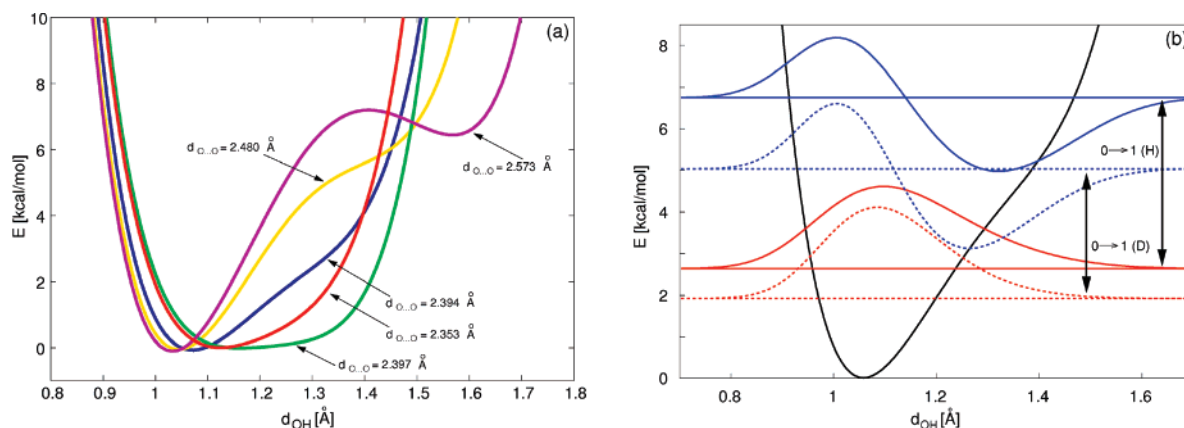 (a)
10
8
6
4
2
0
E [kcal/mol]
d O...O = 2.480 Å
d O...O = 2.573 Å
d O...O = 2.394 Å
d O...O = 2.353 Å
d O...O = 2.397 Å
0.8 0.9 1 1.1 1.2 1.3 1.4 1.5 1.6 1.7 1.8
dOH [Å]
(b)
8
6
4
2
0
E [kcal/mol]
0→1 (H)
0→1 (D)
0.8 1 1.2 1.4 1.6
dOH [Å]